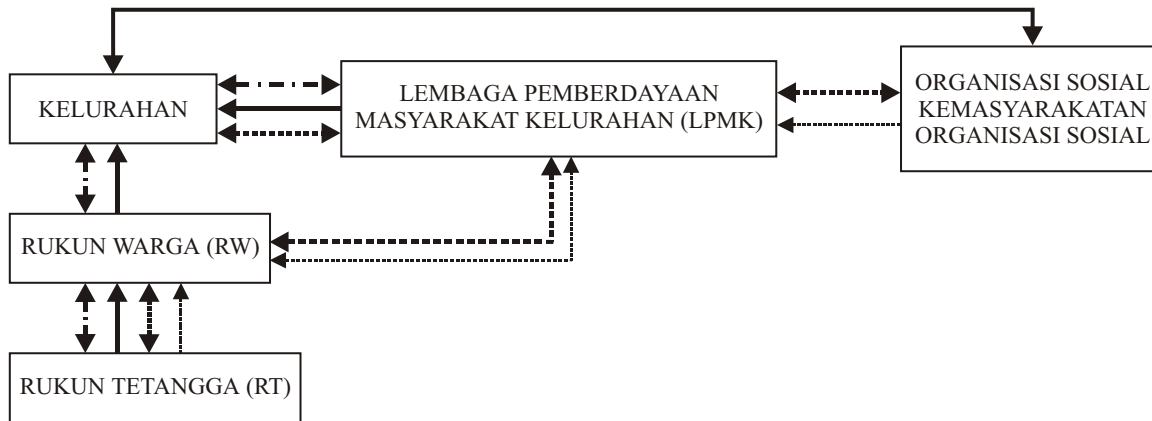 KELURAHAN
LEMBAGA PEMBERDAYAAN
MASYARAKAT KELURAHAN (LPMK)
ORGANISASI SOSIAL
KEMASYARAKATAN
ORGANISASI SOSIAL
RUKUN WARGA (RW)
RUKUN TETANGGA (RT)